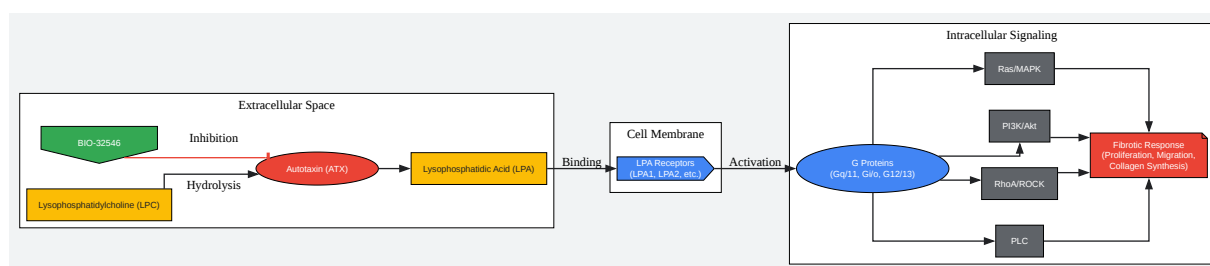 Extracellular Space
BIO-32546
Inhibition
Autotaxin (ATX)
Hydrolysis
Lysophosphatidylcholine (LPC)
Lysophosphatidic Acid (LPA)
Binding
Cell Membrane
LPA Receptors
(LPA1, LPA2, etc.)
Activation
Intracellular Signaling
G Proteins
(Gq/11, Gi/o, G12/13)
Ras/MAPK
PI3K/Akt
RhoA/ROCK
PLC
Fibrotic Response
(Proliferation, Migration,
Collagen Synthesis)